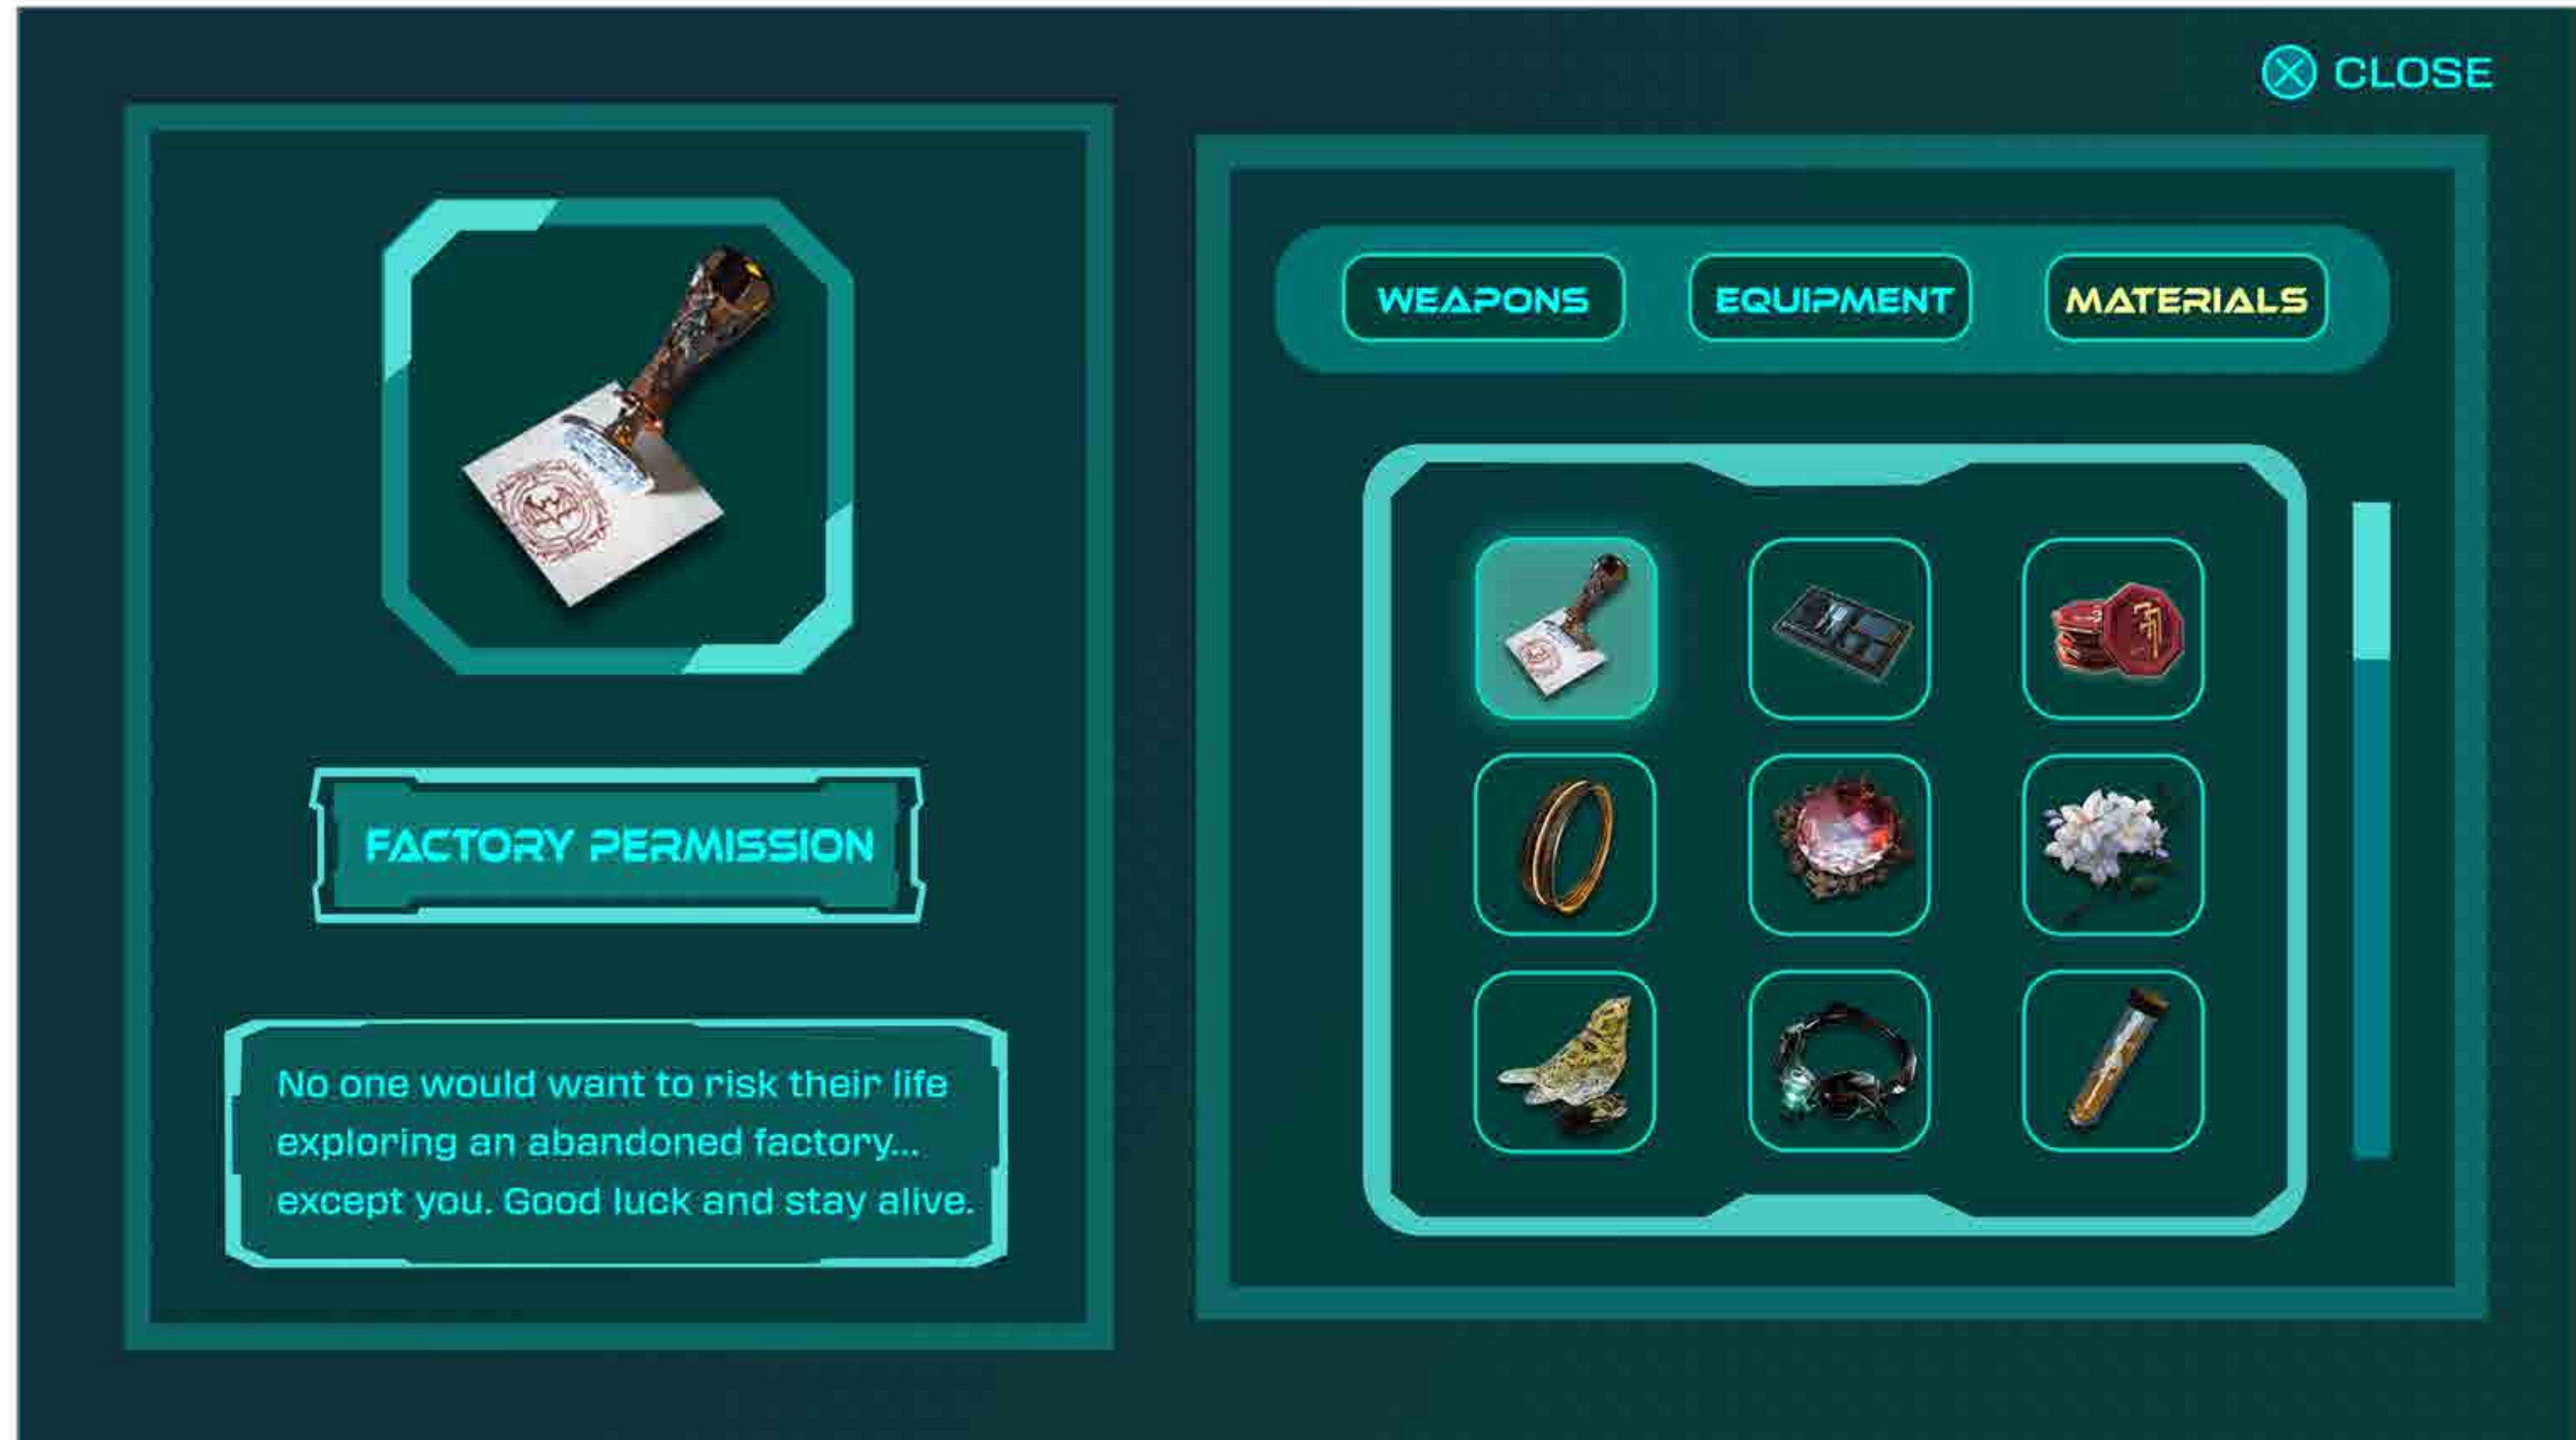 CLOSE
WEAPONS
EQUIPMENT
MATERIALS
FACTORY PERMISSION
No one would want to risk their life
exploring an abandoned factory...
except you. Good luck and stay alive.